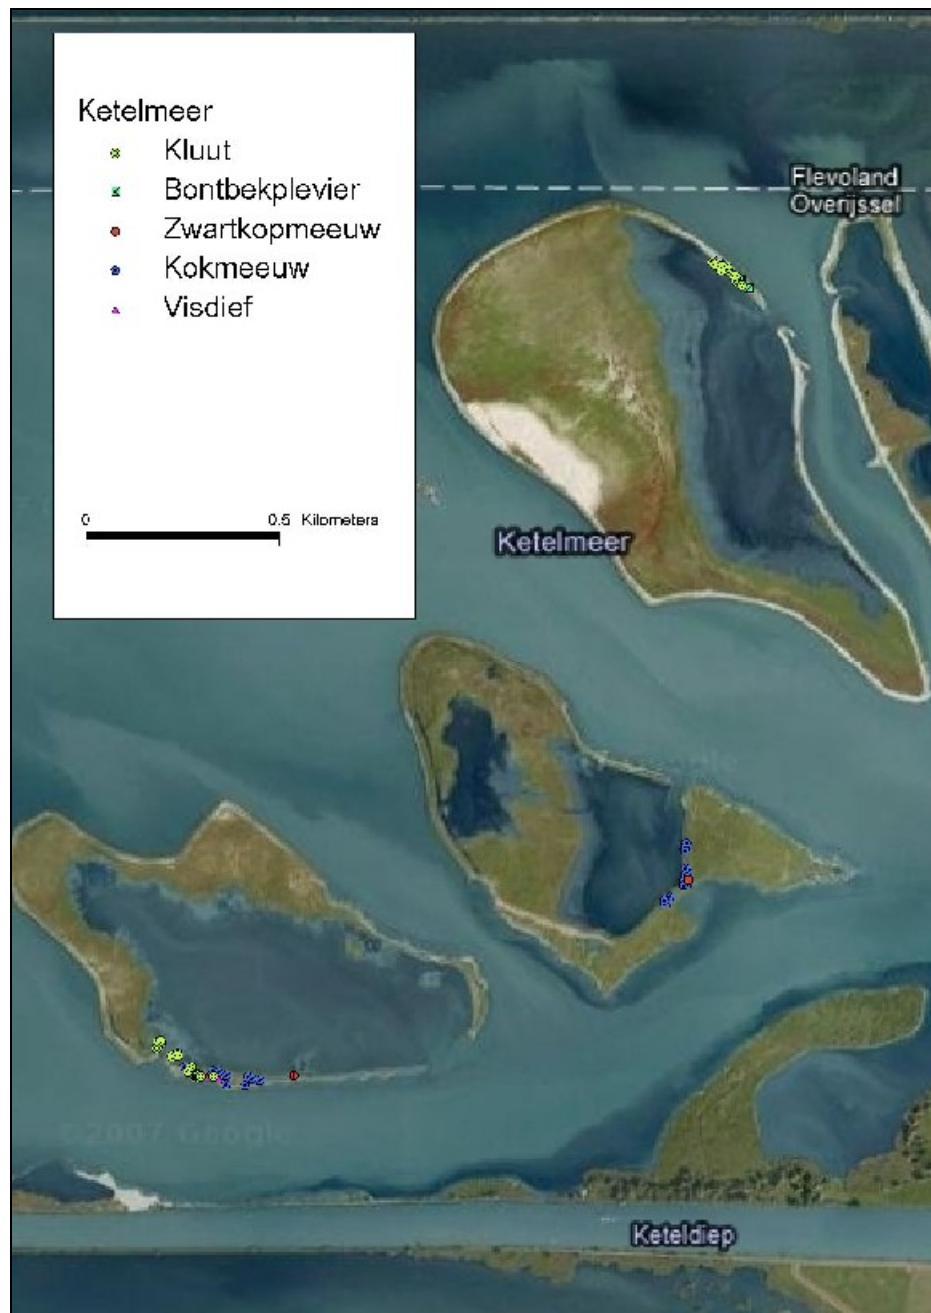 Ketelmeer
Kluut
Bontbekplevier
Zwartkopmeeuw
Kokmeeuw
Visdief
0 0.5 Kilometers
Flevoland
Overijssel
Ketelmeer
©2007 Google
Keteldiep